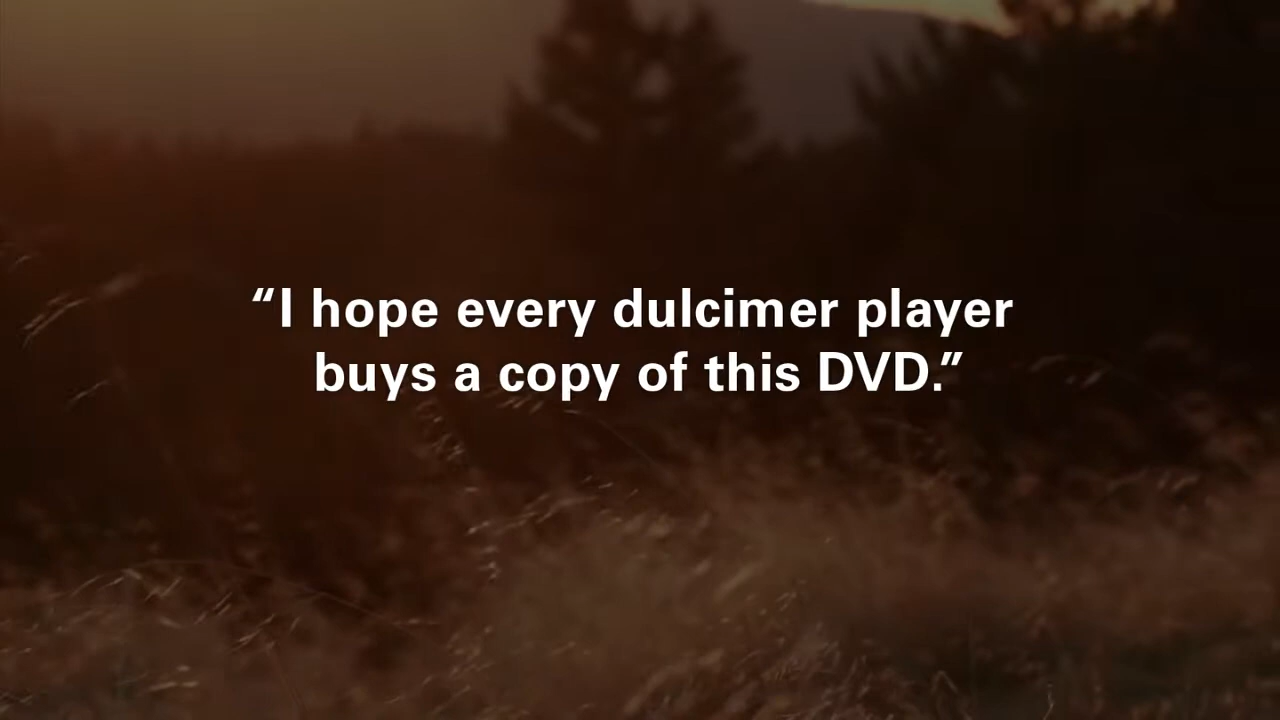 “I hope every dulcimer player
buys a copy of this DVD.”